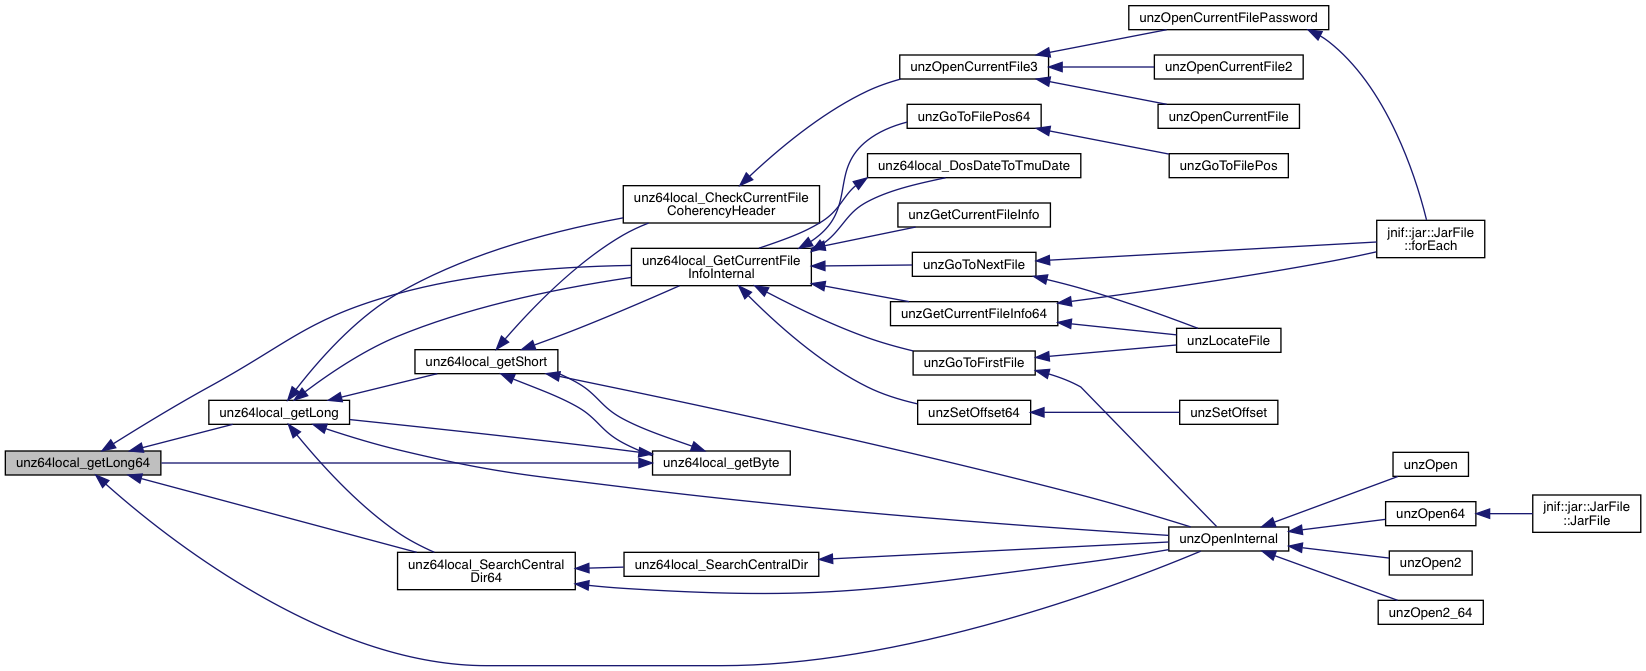 unzOpenCurrentFilePassword
unzOpenCurrentFile3
unzOpenCurrentFile2
unzGoToFilePos64
unzOpenCurrentFile
unz64local_DosDateToTmuDate
unzGoToFilePos
unz64local_CheckCurrentFile
CoherencyHeader
unzGetCurrentFileInfo
jnif::jar::JarFile
::forEach
unz64local_GetCurrentFile
InfoInternal
unzGoToNextFile
unzGetCurrentFileInfo64
unzLocateFile
unz64local_getShort
unzGoToFirstFile
unz64local_getLong
unzSetOffset64
unzSetOffset
unz64local_getLong64
unz64local_getByte
unzOpen
unzOpen64
jnif::jar::JarFile
::JarFile
unzOpenInternal
unz64local_SearchCentral
Dir64
unz64local_SearchCentralDir
unzOpen2
unzOpen2_64